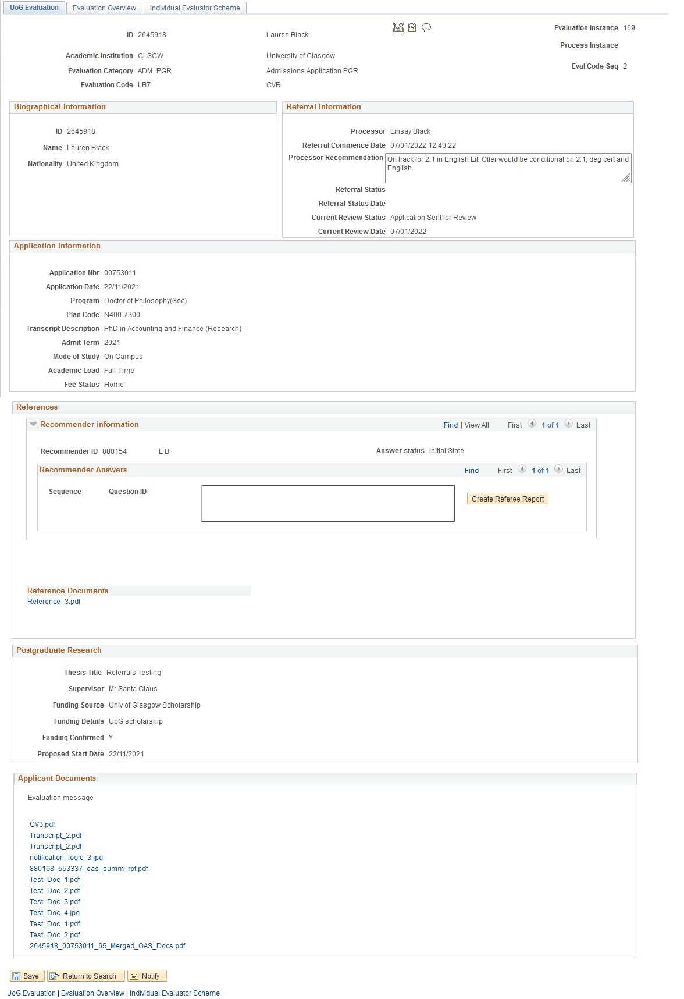 UoG Evaluation Evaluation Overview Individual Evaluator Scheme
ID 2645918 Lauren Black
Evaluation Instance 169
Process Instance
Academic Institution GLSGW University of Glasgow
Eval Code Seq 2
Evaluation Category ADM_PGR Admissions Application PGR
Evaluation Code LB7 CVR
Biographical Information
ID 2645918
Name Lauren Black
Nationality United Kingdom
Referral Information
Processor Linsay Black
Referral Commence Date 07/01/2022 12:40:22
Processor Recommendation On track for 2:1 in English Lit. Offer would be conditional on 2:1, deg cert and
English.
Referral Status
Referral Status Date
Current Review Status Application Sent for Review
Current Review Date 07/01/2022
Application Information
Application Nbr 00753011
Application Date 22/11/2021
Program Doctor of Philosophy(Soc)
Plan Code N400-7300
Transcript Description PhD in Accounting and Finance (Research)
Admit Term 2021
Mode of Study On Campus
Academic Load Full-Time
Fee Status Home
References
Recommender information Find | View All First 1 of 1 Last
Recommender ID 880154 L B Answer status Initial State
Recommender Answers Find First 1 of 1 Last
Sequence Question ID
Create Referee Report
Reference Documents
Reference_3.pdf
Postgraduate Research
Thesis Title Referrals Testing
Supervisor Mr Santa Claus
Funding Source Univ of Glasgow Scholarship
Funding Details UoG scholarship
Funding Confirmed Y
Proposed Start Date 22/11/2021
Applicant Documents
Evaluation message
CV3.pdf
Transcript_2.pdf
Transcript_2.pdf
notification_logic_3.jpg
880168_553337_oas_summ_rpt.pdf
Test_Doc_1.pdf
Test_Doc_2.pdf
Test_Doc_3.pdf
Test_Doc_4.jpg
Test_Doc_1.pdf
Test_Doc_2.pdf
2645918_00753011_65_Merged_OAS_Docs.pdf
Save Return to Search Notify
UoG Evaluation | Evaluation Overview | Individual Evaluator Scheme